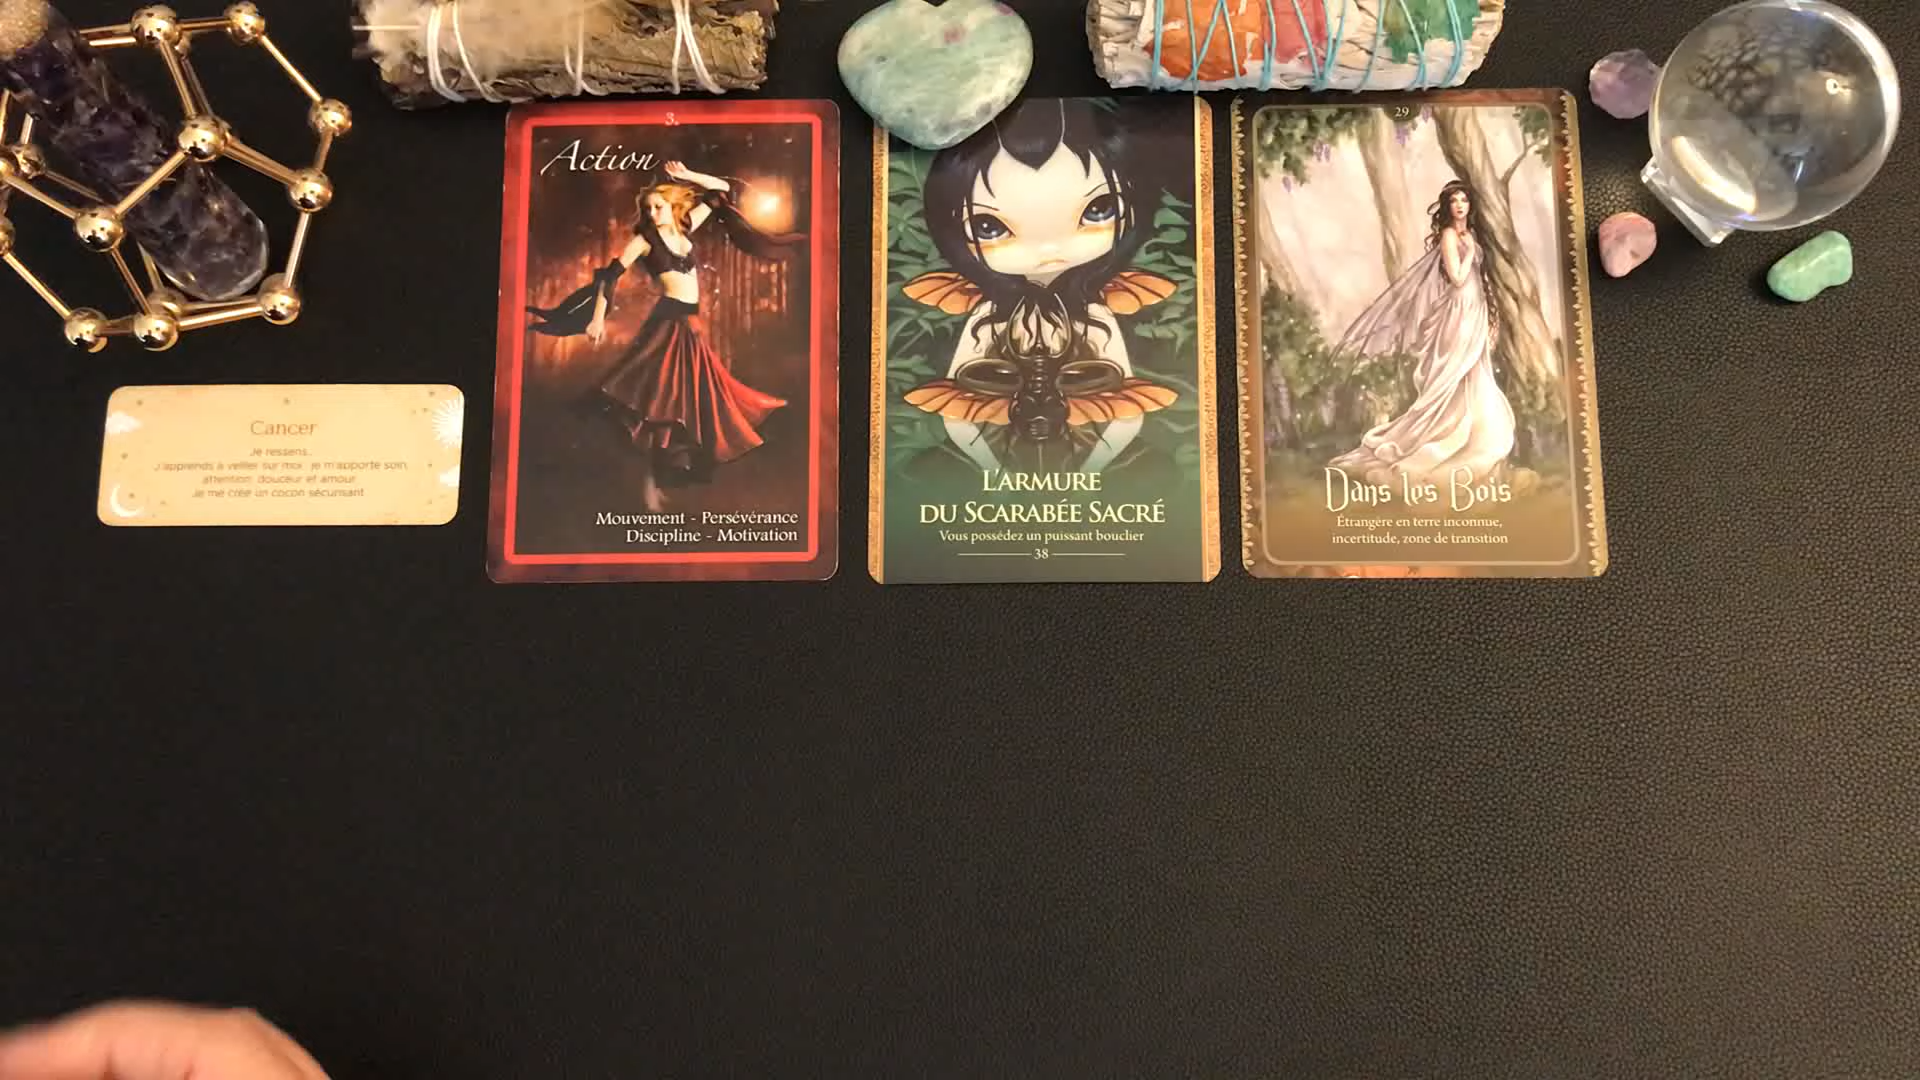 Cancer
Je ressens...
J'apprends à veiller sur moi, je m'apporte soin,
attention, douceur et amour
Je me crée un cocon sécurisant
3.
Action
Mouvement - Persévérance
Discipline - Motivation
L'ARMURE
DU SCARABÉE SACRÉ
Vous possédez un puissant bouclier
38
29
Dans les Bois
Étrangère en terre inconnue,
incertitude, zone de transition